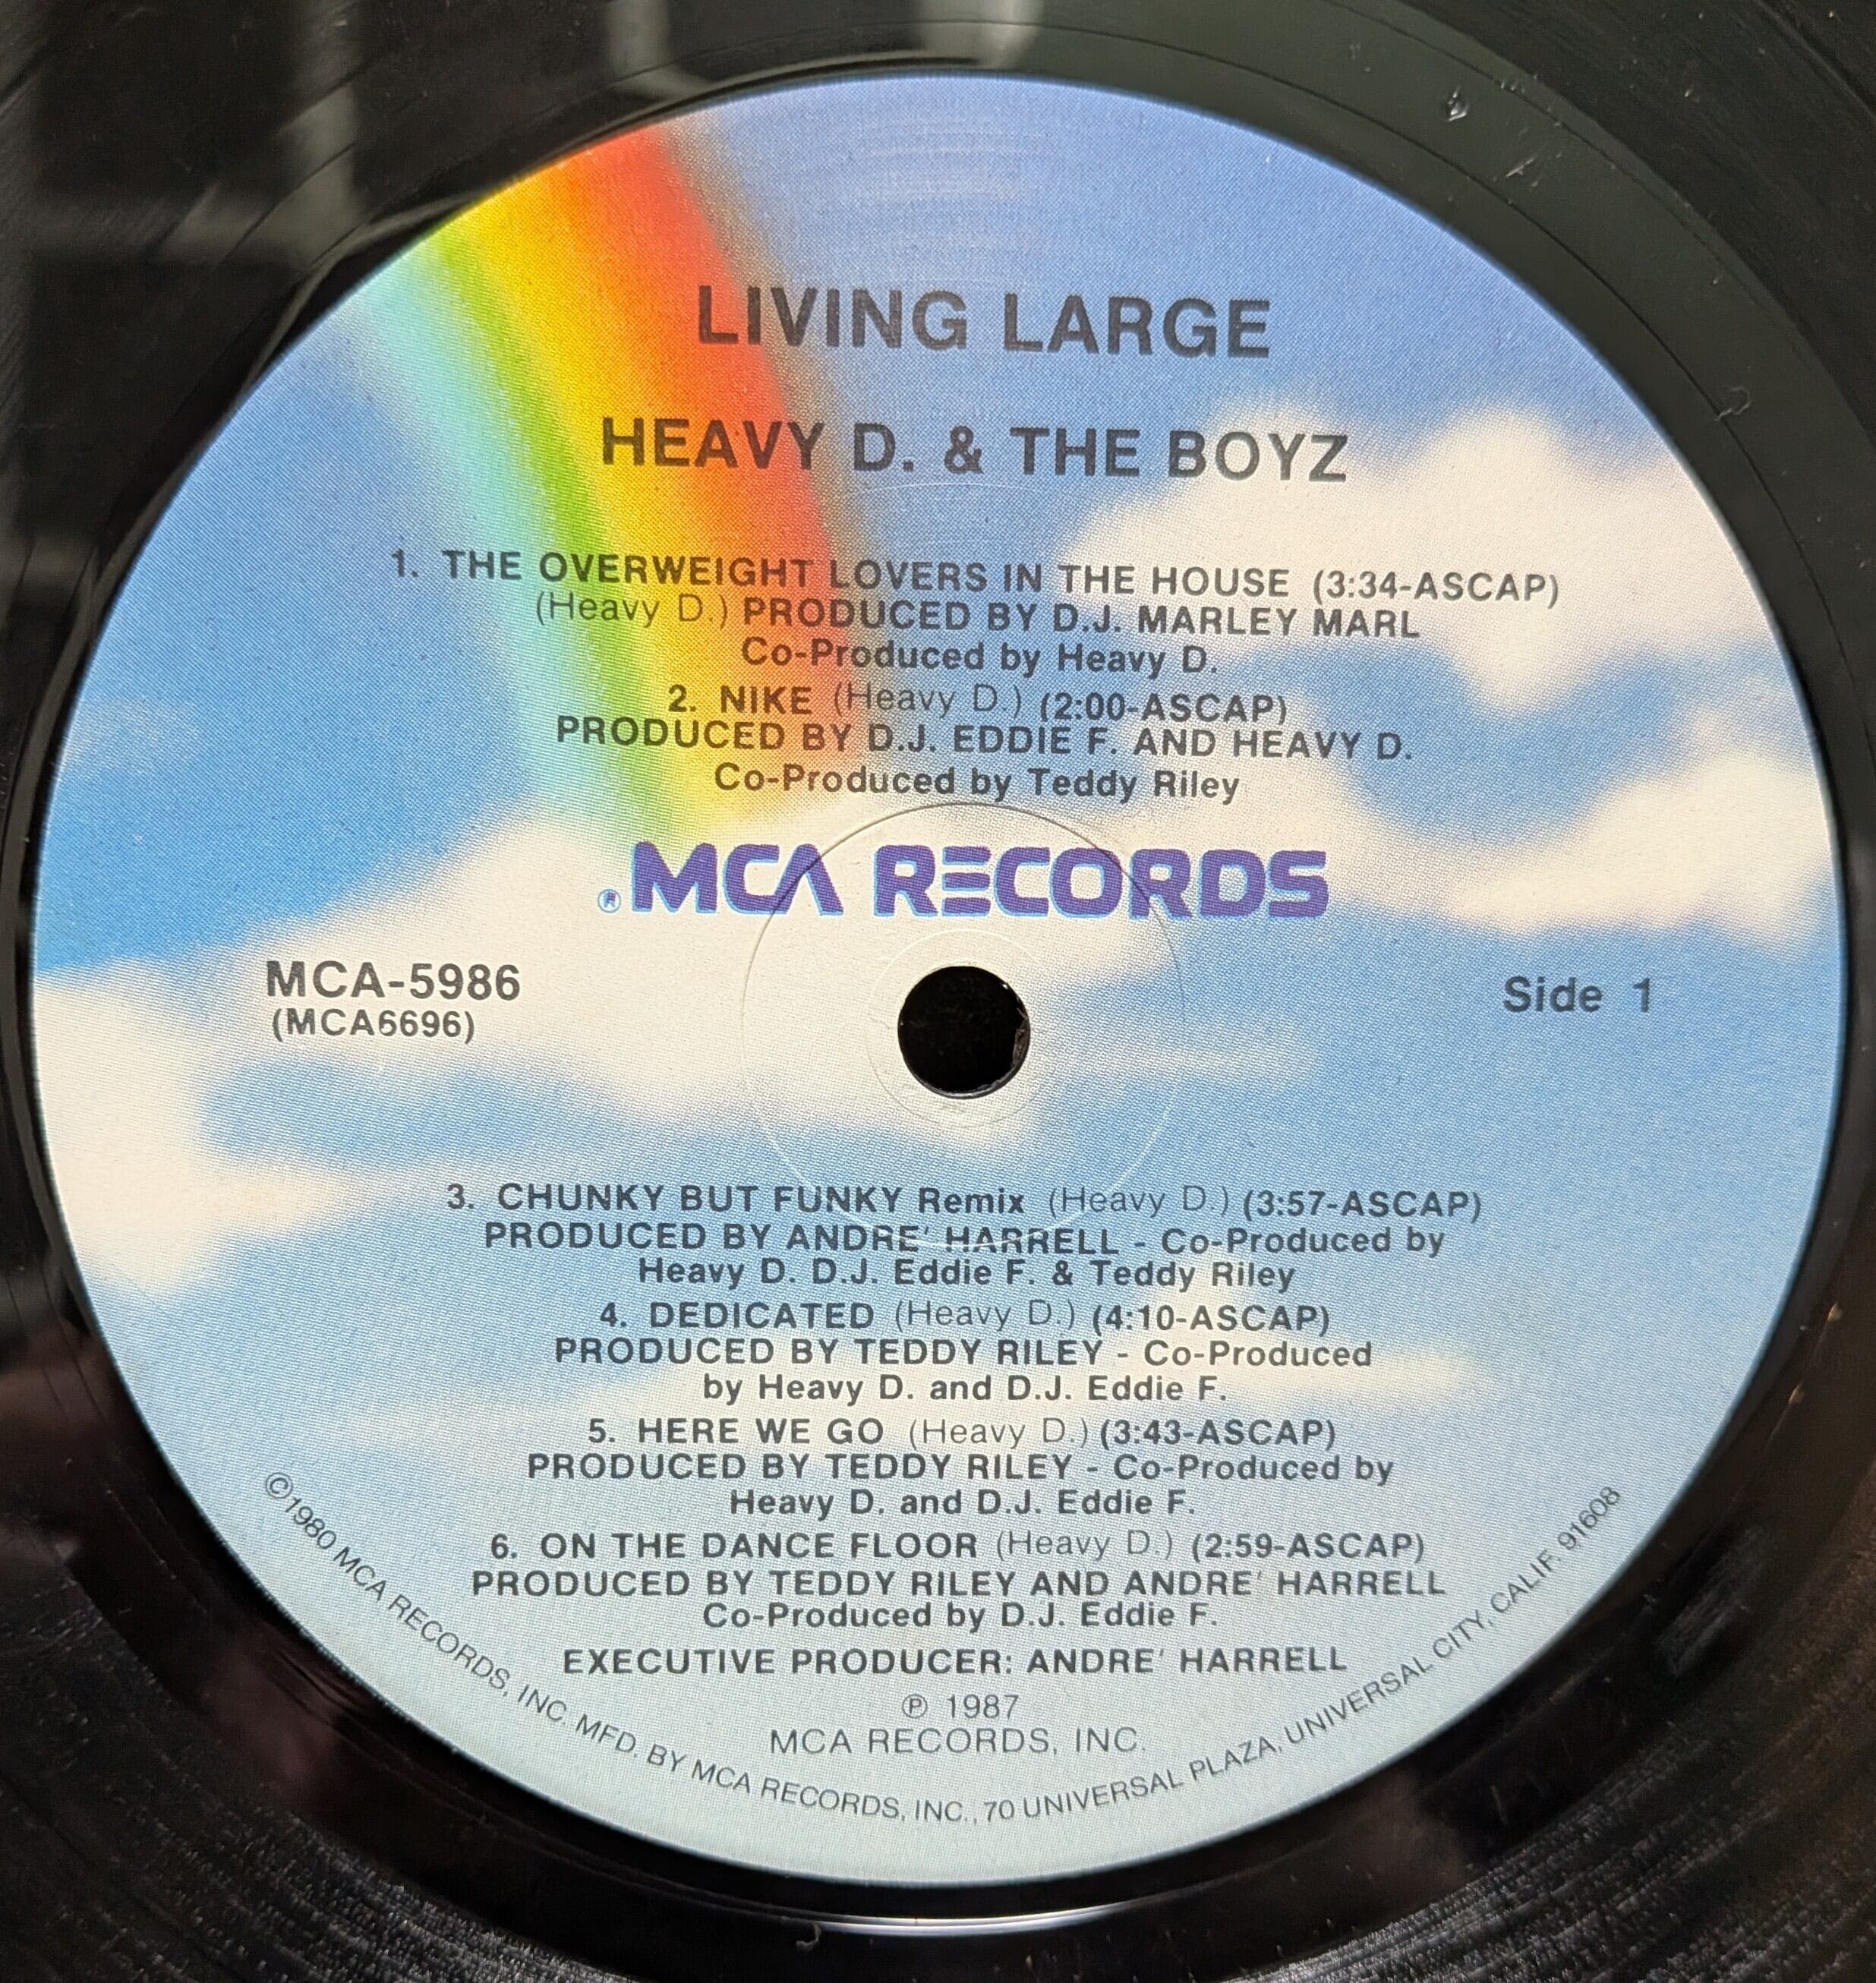 LIVING LARGE
HEAVY D. & THE BOYZ
1. THE OVERWEIGHT LOVERS IN THE HOUSE (3:34-ASCAP)
(Heavy D.) PRODUCED BY D.J. MARLEY MARL
Co-Produced by Heavy D.
2. NIKE (Heavy D.) (2:00-ASCAP)
PRODUCED BY D.J. EDDIE F. AND HEAVY D.
Co-Produced by Teddy Riley
® MCA RECORDS
MCA-5986
(MCA6696)
Side 1
3. CHUNKY BUT FUNKY Remix (Heavy D.) (3:57-ASCAP)
PRODUCED BY ANDRE' HARRELL - Co-Produced by
Heavy D. D.J. Eddie F. & Teddy Riley
4. DEDICATED (Heavy D.) (4:10-ASCAP)
PRODUCED BY TEDDY RILEY - Co-Produced
by Heavy D. and D.J. Eddie F.
5. HERE WE GO (Heavy D.) (3:43-ASCAP)
PRODUCED BY TEDDY RILEY - Co-Produced by
Heavy D. and D.J. Eddie F.
6. ON THE DANCE FLOOR (Heavy D.) (2:59-ASCAP)
PRODUCED BY TEDDY RILEY AND ANDRE' HARRELL
Co-Produced by D.J. Eddie F.
EXECUTIVE PRODUCER: ANDRE' HARRELL
℗ 1987
MCA RECORDS, INC.
©1980 MCA RECORDS, INC. MFD. BY MCA RECORDS, INC., 70 UNIVERSAL PLAZA, UNIVERSAL CITY, CALIF. 91608